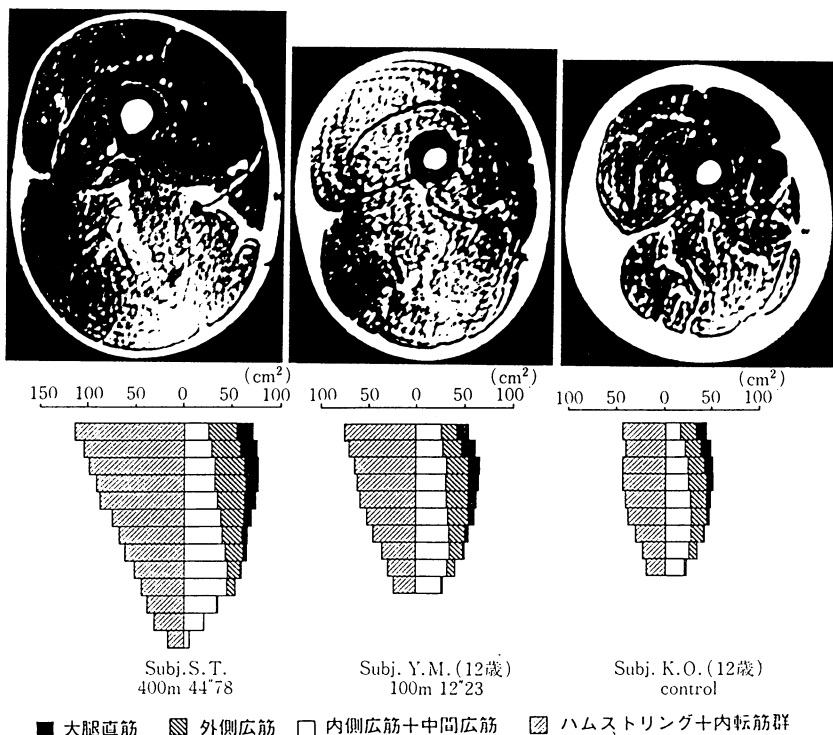 (cm²) (cm²) (cm²)
150 100 50 0 50 100 100 50 0 50 100 100 50 0 50 100
Subj.S.T. Subj. Y.M.(12歳) Subj. K.O.(12歳)
400m 44"78 100m 12"23 control
大腿直筋 外側広筋 内側広筋+中間広筋 ハムストリング+内転筋群